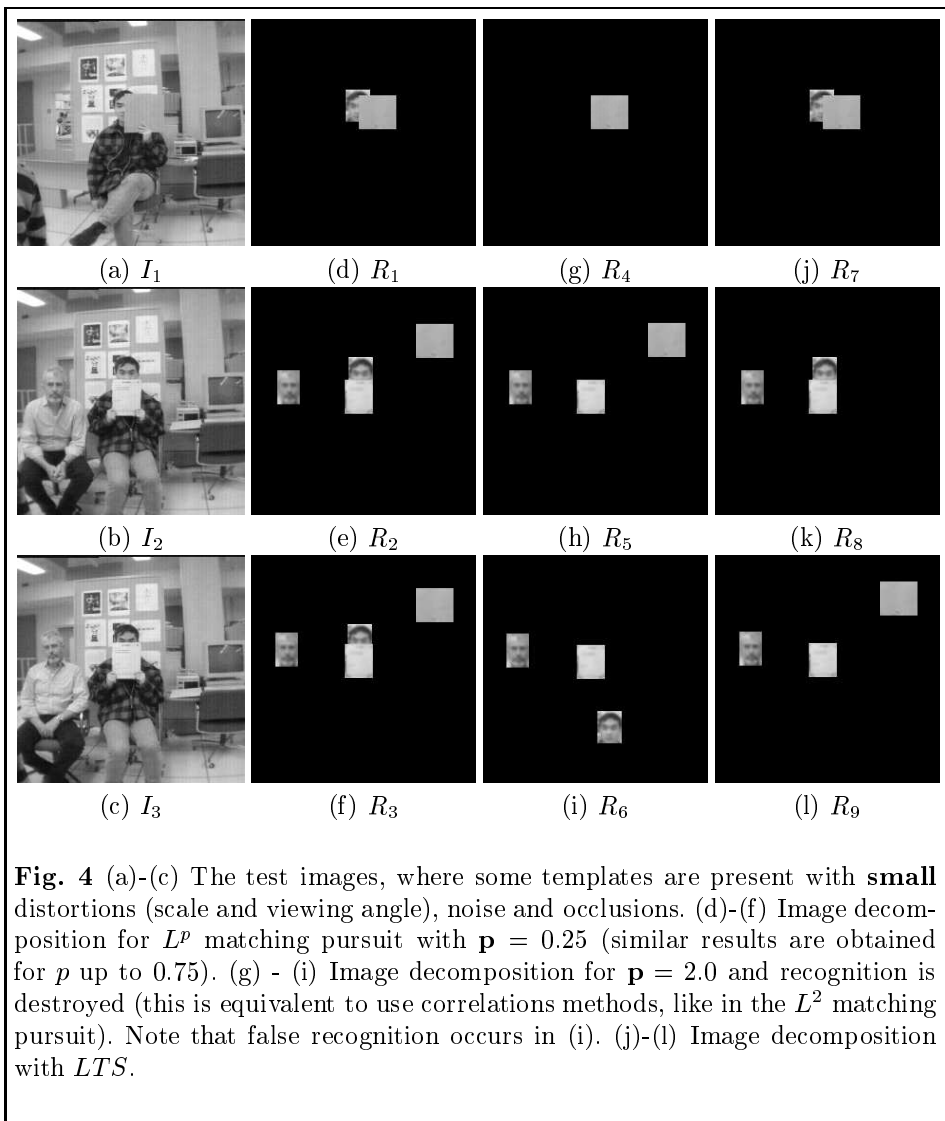 (a) I₁ (d) R₁ (g) R₄ (j) R₇
(b) I₂ (e) R₂ (h) R₅ (k) R₈
(c) I₃ (f) R₃ (i) R₆ (l) R₉
Fig. 4 (a)-(c) The test images, where some templates are present with small
distortions (scale and viewing angle), noise and occlusions. (d)-(f) Image decom-
position for Lᵖ matching pursuit with p = 0.25 (similar results are obtained
for p up to 0.75). (g) - (i) Image decomposition for p = 2.0 and recognition is
destroyed (this is equivalent to use correlations methods, like in the L² matching
pursuit). Note that false recognition occurs in (i). (j)-(l) Image decomposition
with LTS.